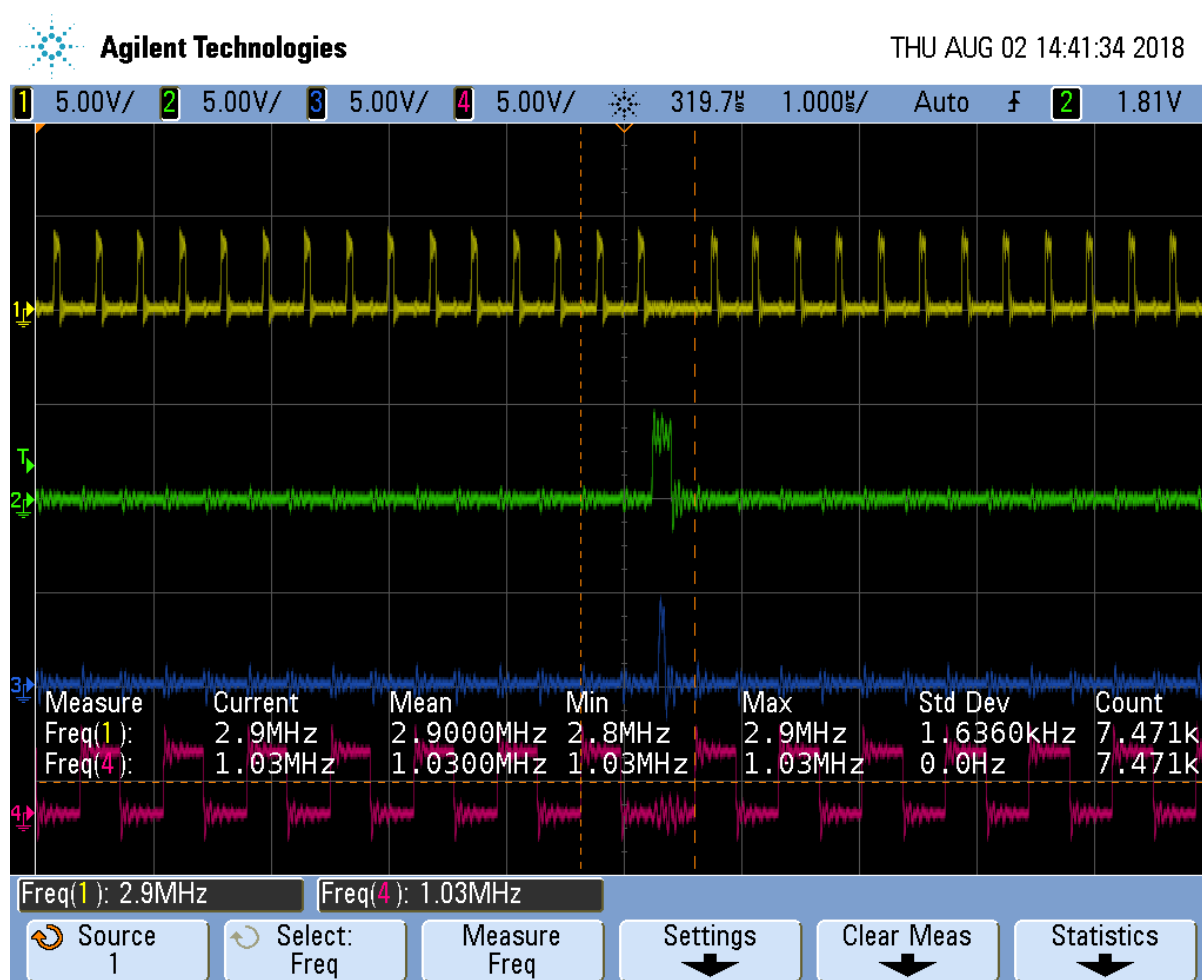 Agilent Technologies THU AUG 02 14:41:34 2018
1 5.00V/ 2 5.00V/ 3 5.00V/ 4 5.00V/ 319.7µs 1.000µs/ Auto 2 1.81V
1
T
2
3
Measure Current Mean Min Max Std Dev Count
Freq(1): 2.9MHz 2.9000MHz 2.8MHz 2.9MHz 1.6360kHz 7.471k
Freq(4): 1.03MHz 1.0300MHz 1.03MHz 1.03MHz 0.0Hz 7.471k
4
Freq(1): 2.9MHz Freq(4): 1.03MHz
Source Select: Measure Settings Clear Meas Statistics
1 Freq Freq